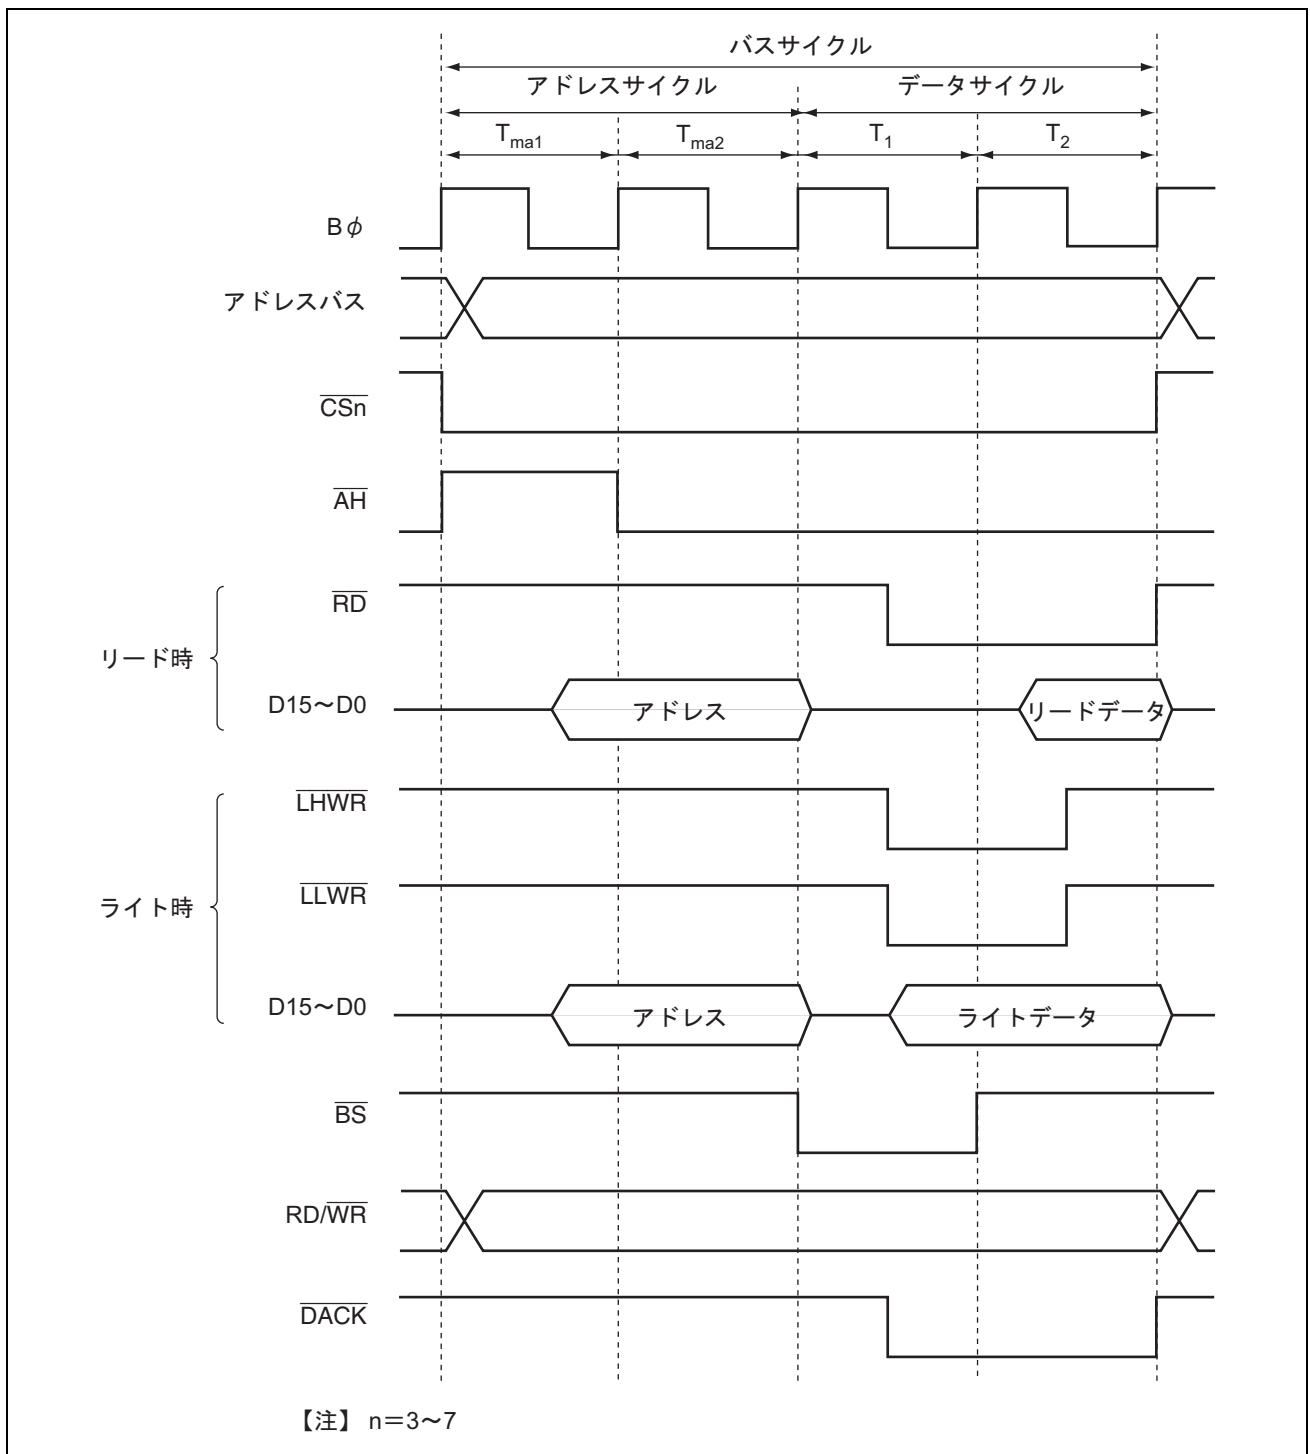 バスサイクル
アドレスサイクル
データサイクル
Tma1
Tma2
T1
T2
Bφ
アドレスバス
CSn
AH
リード時
RD
D15～D0
アドレス
リードデータ
ライト時
LHWR
LLWR
D15～D0
アドレス
ライトデータ
BS
RD/WR
DACK
【注】 n＝3～7